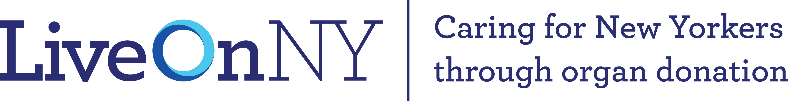 LiveOnNY
Caring for New Yorkers
through organ donation